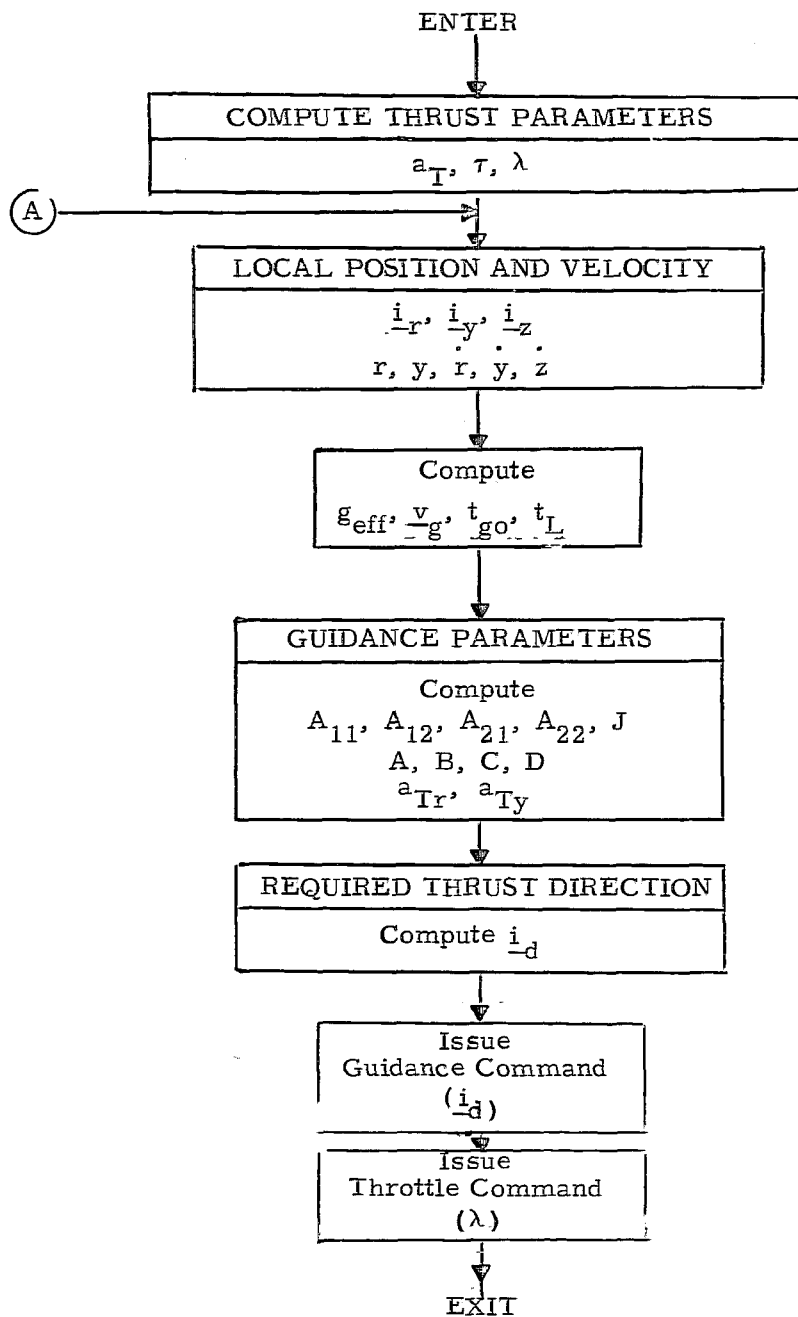 ENTER
COMPUTE THRUST PARAMETERS
a_T, τ, λ
A
LOCAL POSITION AND VELOCITY
i_r, i_y, i_z
r, y, ṙ, ẏ, ż
Compute
g_eff, v_g, t_go, t_L
GUIDANCE PARAMETERS
Compute
A_11, A_12, A_21, A_22, J
A, B, C, D
a_Tr, a_Ty
REQUIRED THRUST DIRECTION
Compute i_d
Issue
Guidance Command
(i_d)
Issue
Throttle Command
(λ)
EXIT